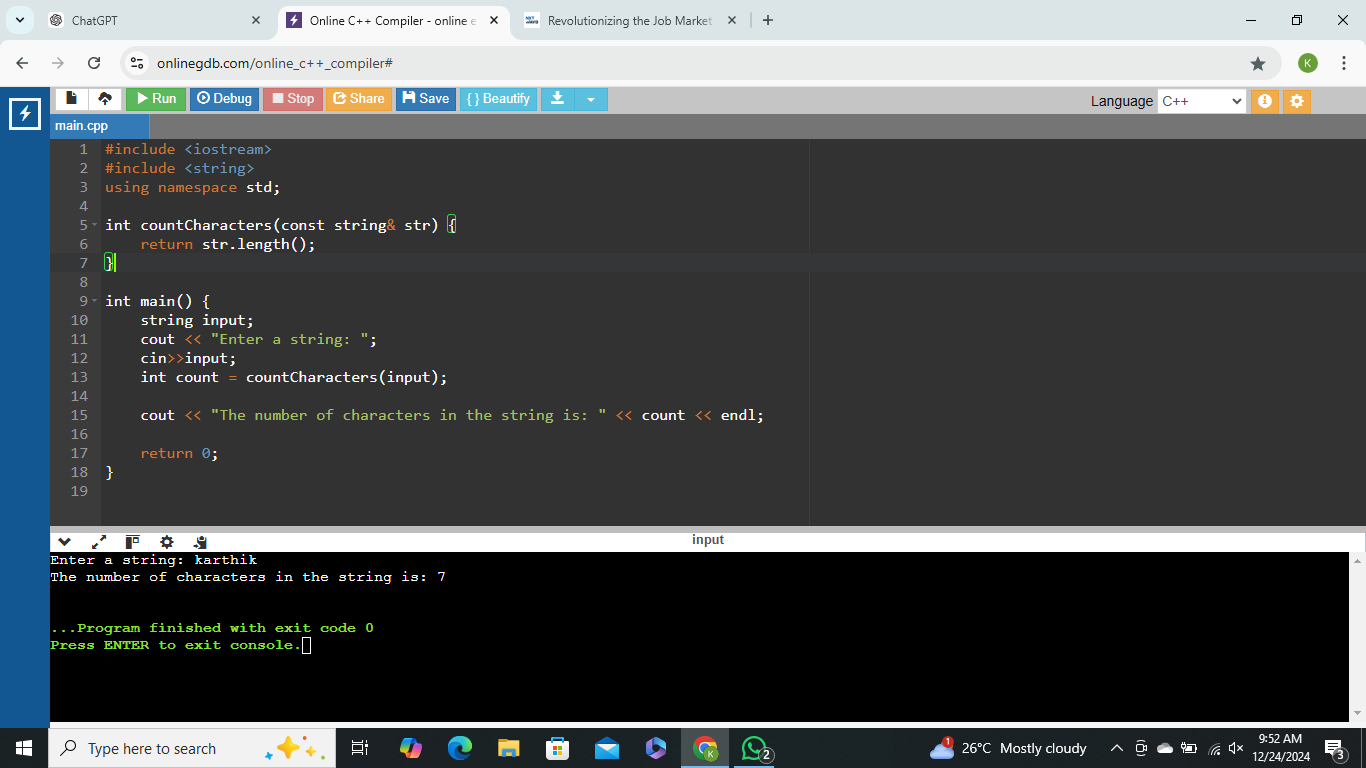 ChatGPT
Online C++ Compiler - online e
Revolutionizing the Job Market
onlinegdb.com/online_c++_compiler#
K
Run Debug Stop Share Save { } Beautify
Language C++
main.cpp
1 #include <iostream>
2 #include <string>
3 using namespace std;
4
5 int countCharacters(const string& str) {
6 return str.length();
7 }
8
9 int main() {
10 string input;
11 cout << "Enter a string: ";
12 cin>>input;
13 int count = countCharacters(input);
14
15 cout << "The number of characters in the string is: " << count << endl;
16
17 return 0;
18 }
19
input
Enter a string: karthik
The number of characters in the string is: 7
...Program finished with exit code 0
Press ENTER to exit console.
Type here to search
K
2
1
26°C Mostly cloudy
9:52 AM
12/24/2024
3